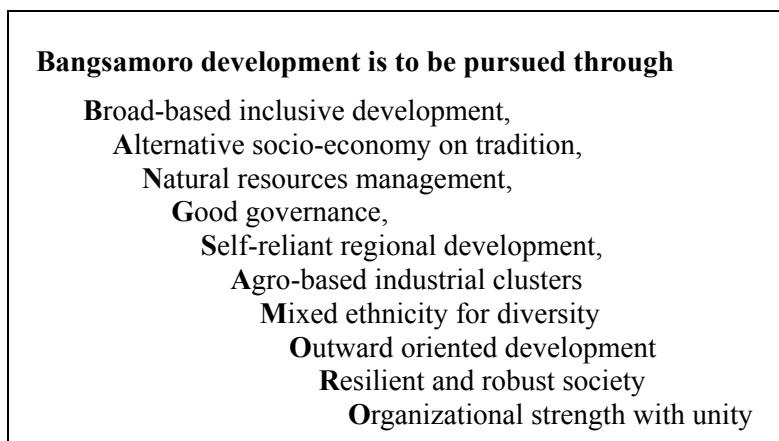 Bangsamoro development is to be pursued through
Broad-based inclusive development,
Alternative socio-economy on tradition,
Natural resources management,
Good governance,
Self-reliant regional development,
Agro-based industrial clusters
Mixed ethnicity for diversity
Outward oriented development
Resilient and robust society
Organizational strength with unity